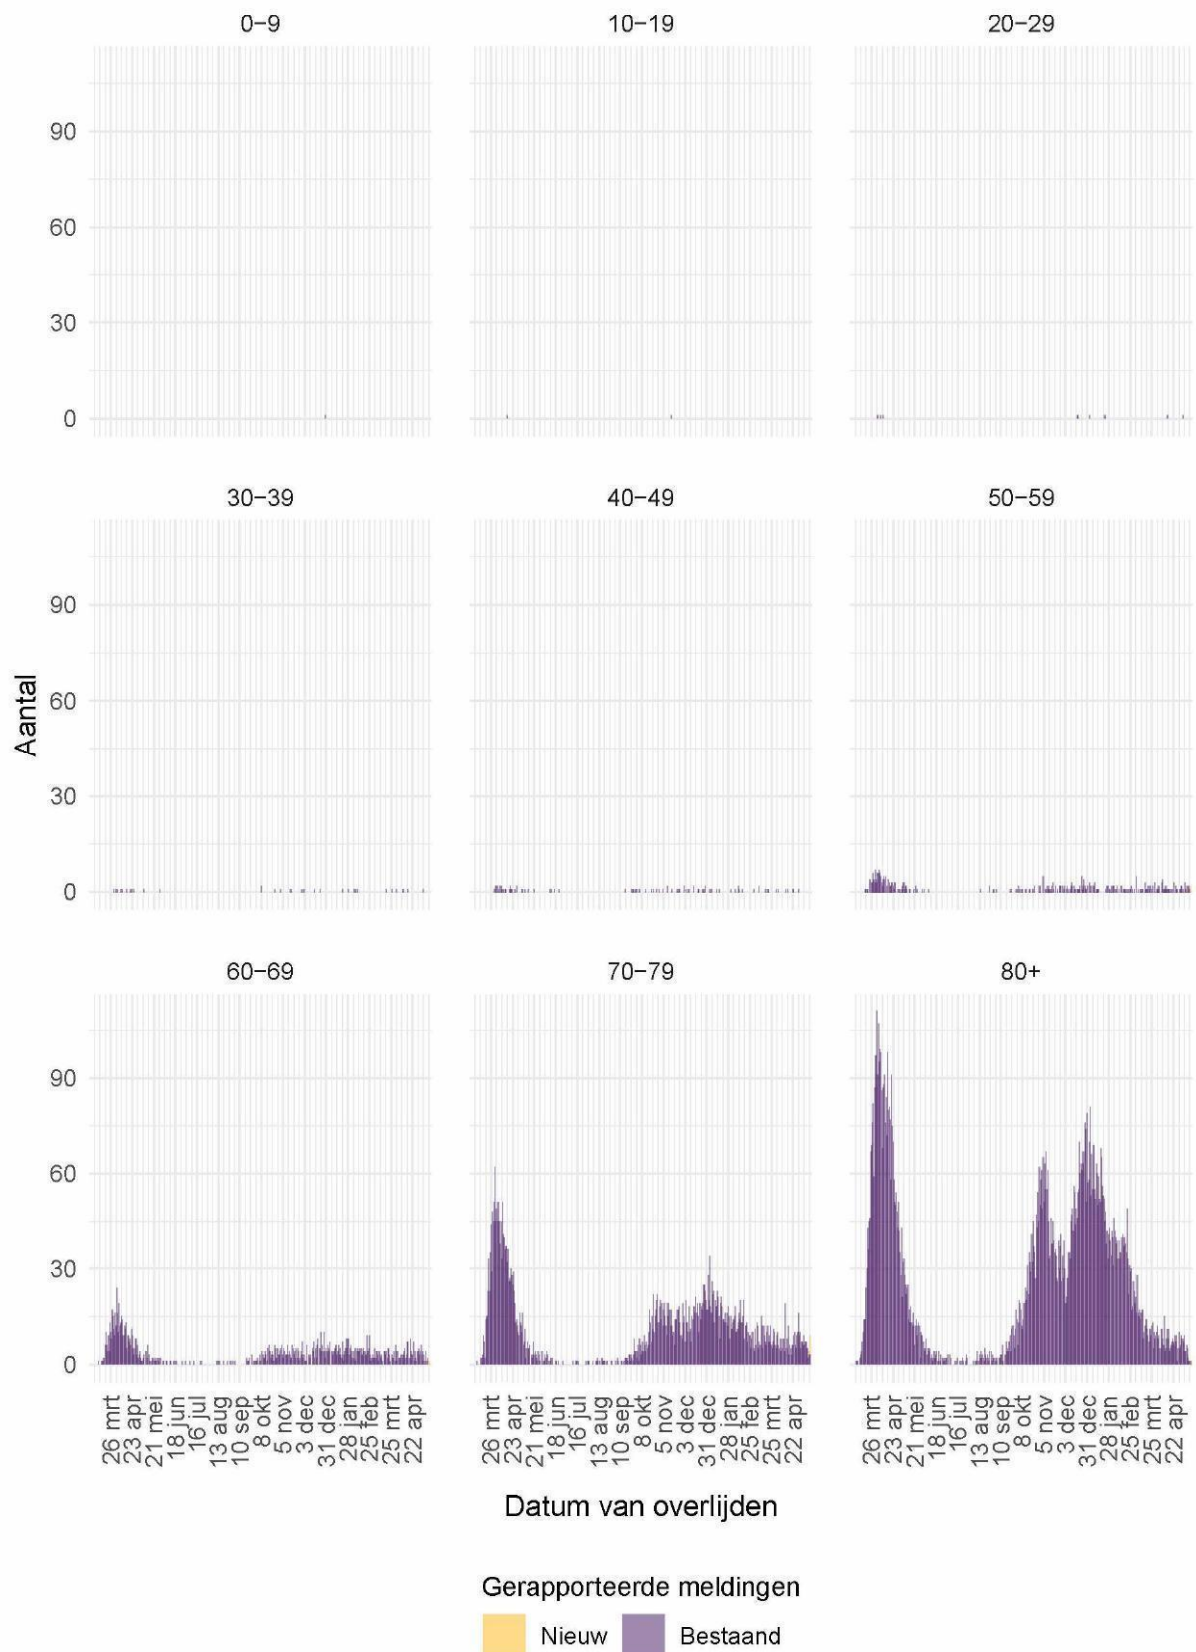 0−9 10−19 20−29
90
60
30
0
30−39 40−49 50−59
90
60
30
0
Aantal
60−69 70−79 80+
90
60
30
0
26 mrt 23 apr 21 mei 18 jun 16 jul 13 aug 10 sep 8 okt 5 nov 3 dec 31 dec 28 jan 25 feb 25 mrt 22 apr
26 mrt 23 apr 21 mei 18 jun 16 jul 13 aug 10 sep 8 okt 5 nov 3 dec 31 dec 28 jan 25 feb 25 mrt 22 apr
26 mrt 23 apr 21 mei 18 jun 16 jul 13 aug 10 sep 8 okt 5 nov 3 dec 31 dec 28 jan 25 feb 25 mrt 22 apr
Datum van overlijden
Gerapporteerde meldingen
Nieuw Bestaand